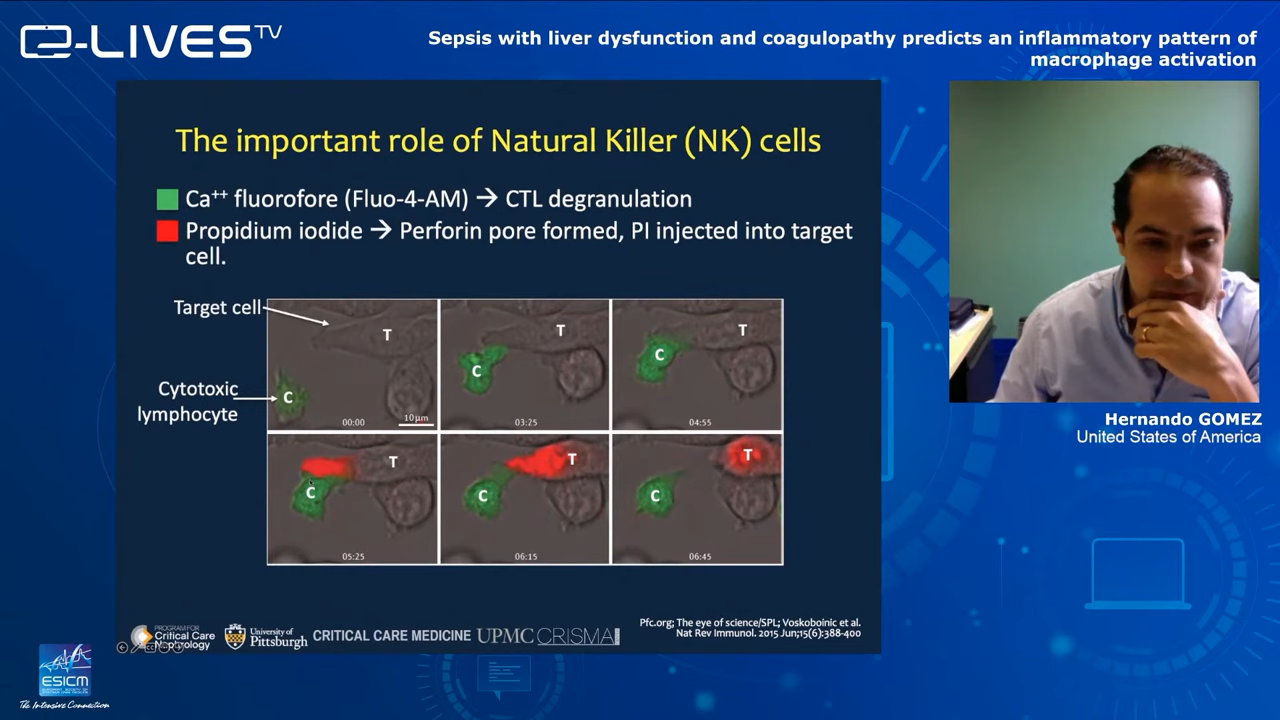 e-LIVES TV
Sepsis with liver dysfunction and coagulopathy predicts an inflammatory pattern of
macrophage activation
The important role of Natural Killer (NK) cells
Ca++ fluorofore (Fluo-4-AM) → CTL degranulation
Propidium iodide → Perforin pore formed, PI injected into target
cell.
Target cell
Cytotoxic
lymphocyte
T
C
00:00
10µm
T
C
03:25
T
C
04:55
T
C
05:25
T
C
06:15
T
C
06:45
Hernando GOMEZ
United States of America
Pfc.org; The eye of science/SPL; Voskoboinic et al.
Nat Rev Immunol. 2015 Jun;15(6):388-400
PROGRAM FOR
Critical Care
Nephrology
University of
Pittsburgh
CRITICAL CARE MEDICINE
UPMC
CRISMA
ESICM
The Intensive Connection